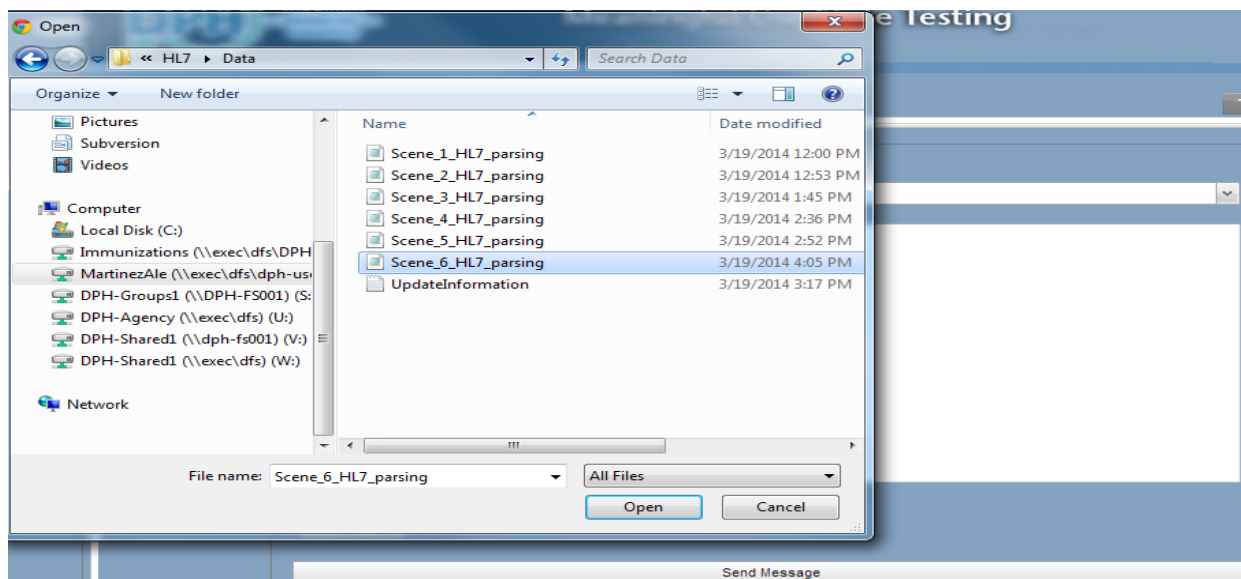 Open
e Testing
« HL7 ▸ Data
Search Data
Organize
New folder
Name
Date modified
Pictures
Subversion
Videos
Computer
Local Disk (C:)
Immunizations (\\exec\dfs\DPH
MartinezAle (\\exec\dfs\dph-us
DPH-Groups1 (\\DPH-FS001) (S:
DPH-Agency (\\exec\dfs) (U:)
DPH-Shared1 (\\dph-fs001) (V:)
DPH-Shared1 (\\exec\dfs) (W:)
Network
Scene_1_HL7_parsing 3/19/2014 12:00 PM
Scene_2_HL7_parsing 3/19/2014 12:53 PM
Scene_3_HL7_parsing 3/19/2014 1:45 PM
Scene_4_HL7_parsing 3/19/2014 2:36 PM
Scene_5_HL7_parsing 3/19/2014 2:52 PM
Scene_6_HL7_parsing 3/19/2014 4:05 PM
UpdateInformation 3/19/2014 3:17 PM
File name: Scene_6_HL7_parsing
All Files
Open
Cancel
Send Message